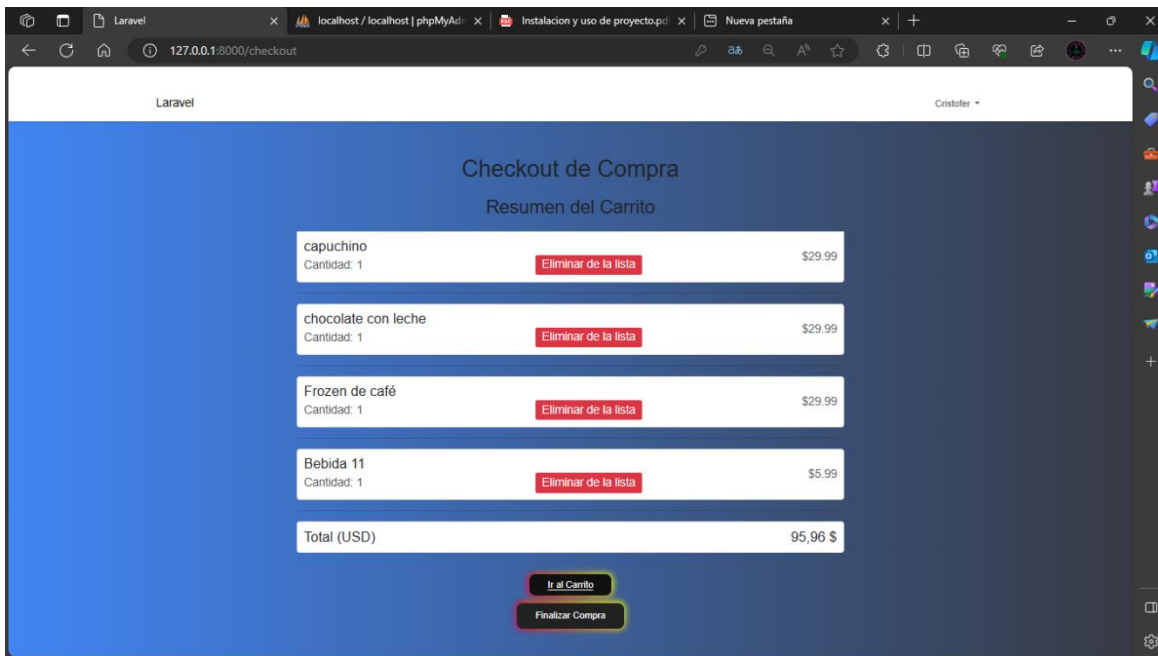 Laravel
localhost / localhost | phpMyAdn
Instalacion y uso de proyecto.pdf
Nueva pestaña
127.0.0.1:8000/checkout
Laravel
Cristofer
Checkout de Compra
Resumen del Carrito
capuchino
Cantidad: 1
Eliminar de la lista
$29.99
chocolate con leche
Cantidad: 1
Eliminar de la lista
$29.99
Frozen de café
Cantidad: 1
Eliminar de la lista
$29.99
Bebida 11
Cantidad: 1
Eliminar de la lista
$5.99
Total (USD)
95,96 $
Ir al Carrito
Finalizar Compra